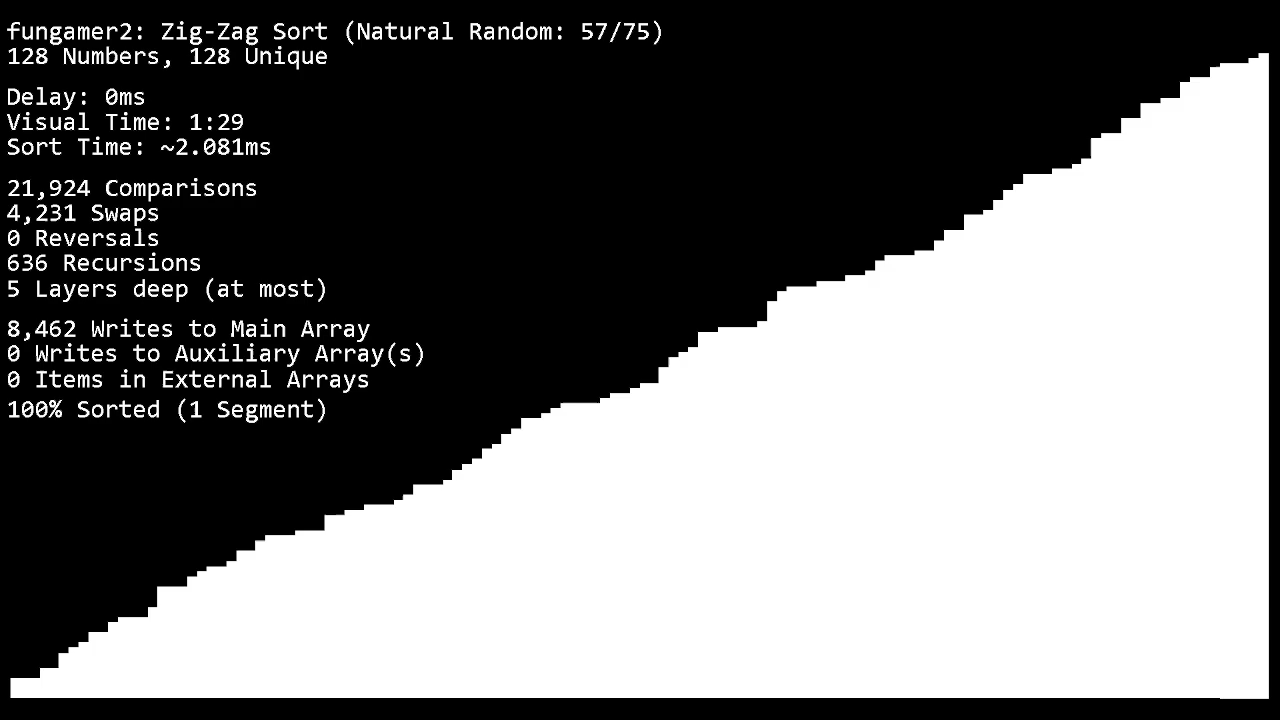 fungamer2: Zig-Zag Sort (Natural Random: 57/75)
128 Numbers, 128 Unique
Delay: 0ms
Visual Time: 1:29
Sort Time: ~2.081ms
21,924 Comparisons
4,231 Swaps
0 Reversals
636 Recursions
5 Layers deep (at most)
8,462 Writes to Main Array
0 Writes to Auxiliary Array(s)
0 Items in External Arrays
100% Sorted (1 Segment)